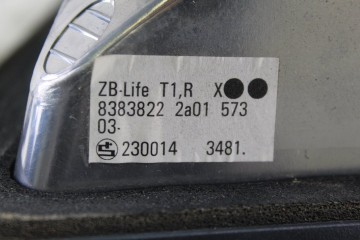 ZB-Life T1,R X●●
8383822 2a01 573
03-
230014 3481.